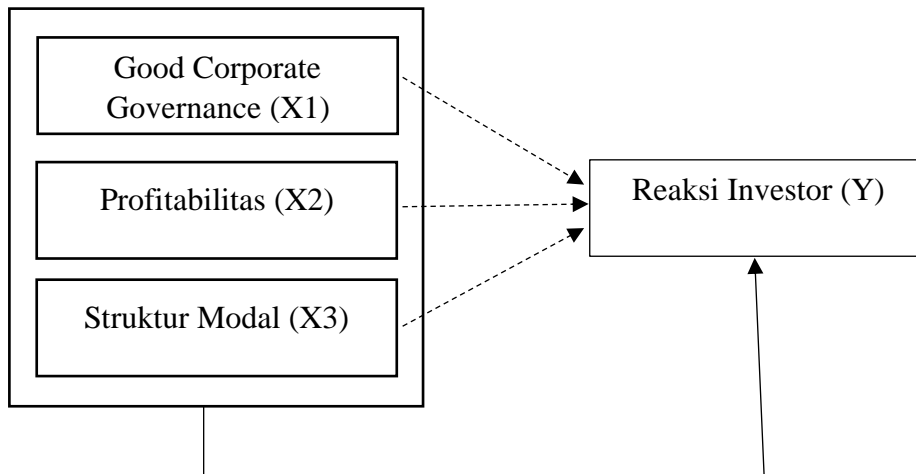 Good Corporate
Governance (X1)
Profitabilitas (X2)
Reaksi Investor (Y)
Struktur Modal (X3)